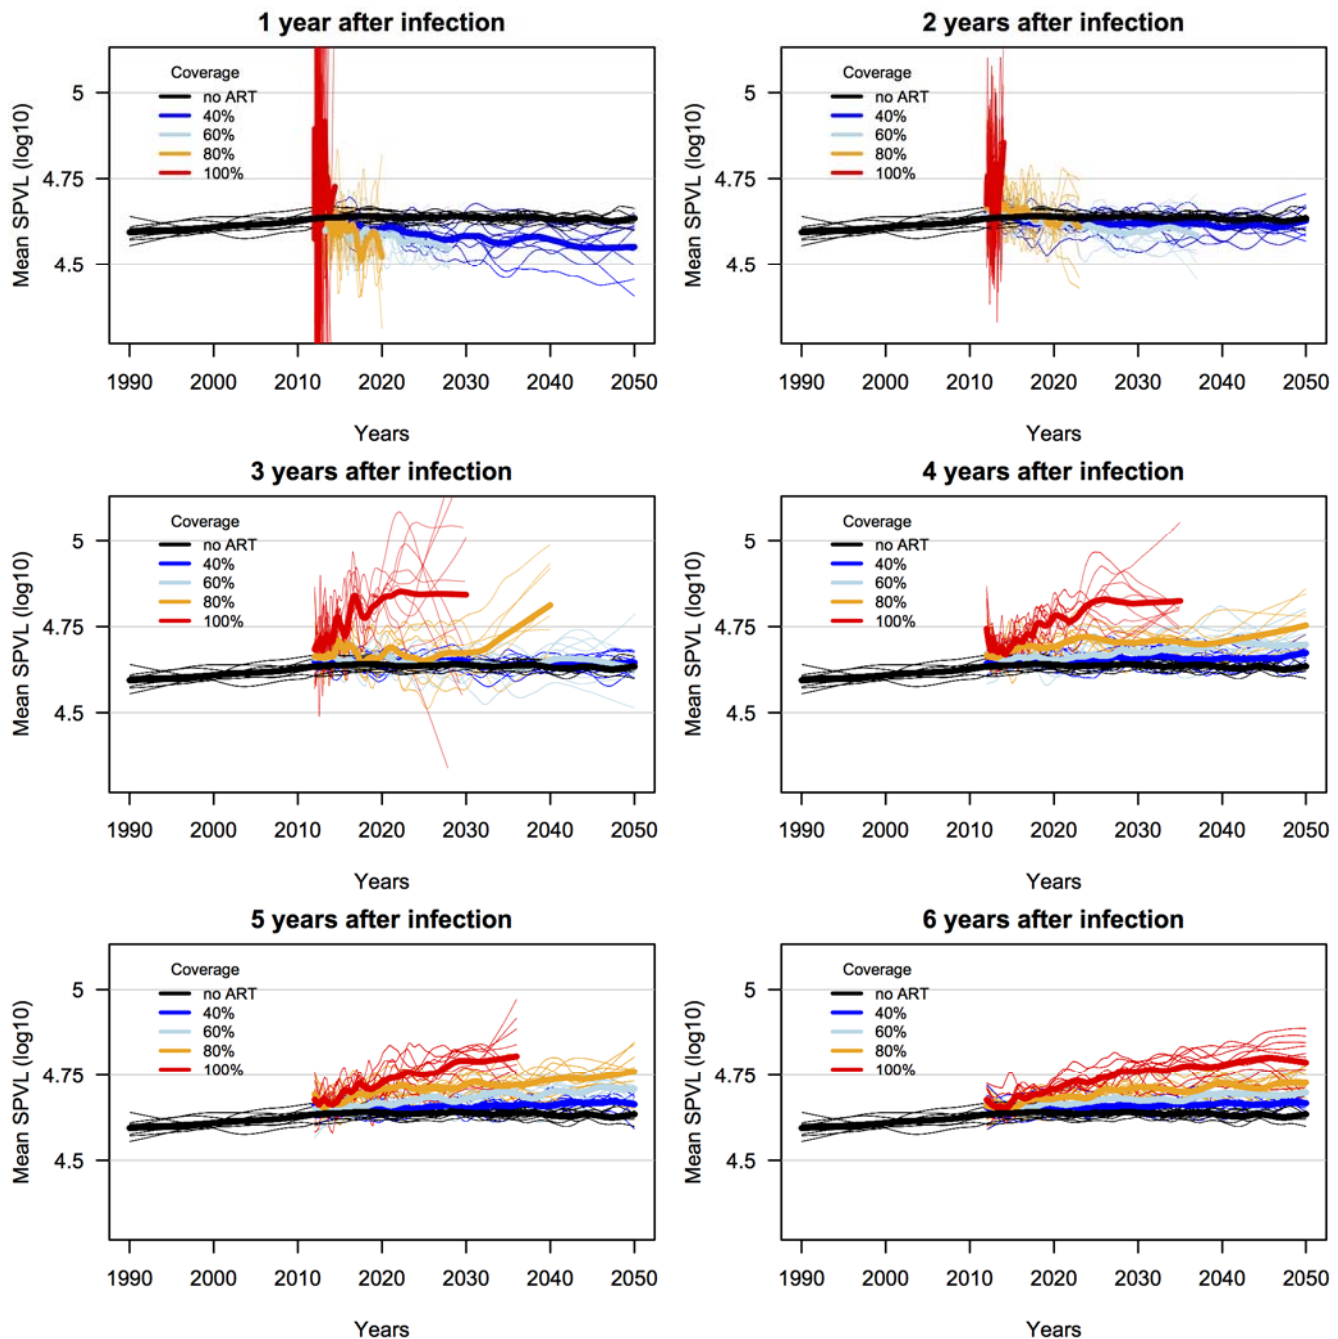 1 year after infection
Mean SPVL (log10)
5
4.75
4.5
Coverage
no ART
40%
60%
80%
100%
1990 2000 2010 2020 2030 2040 2050
Years
2 years after infection
Mean SPVL (log10)
5
4.75
4.5
Coverage
no ART
40%
60%
80%
100%
1990 2000 2010 2020 2030 2040 2050
Years
3 years after infection
Mean SPVL (log10)
5
4.75
4.5
Coverage
no ART
40%
60%
80%
100%
1990 2000 2010 2020 2030 2040 2050
Years
4 years after infection
Mean SPVL (log10)
5
4.75
4.5
Coverage
no ART
40%
60%
80%
100%
1990 2000 2010 2020 2030 2040 2050
Years
5 years after infection
Mean SPVL (log10)
5
4.75
4.5
Coverage
no ART
40%
60%
80%
100%
1990 2000 2010 2020 2030 2040 2050
Years
6 years after infection
Mean SPVL (log10)
5
4.75
4.5
Coverage
no ART
40%
60%
80%
100%
1990 2000 2010 2020 2030 2040 2050
Years